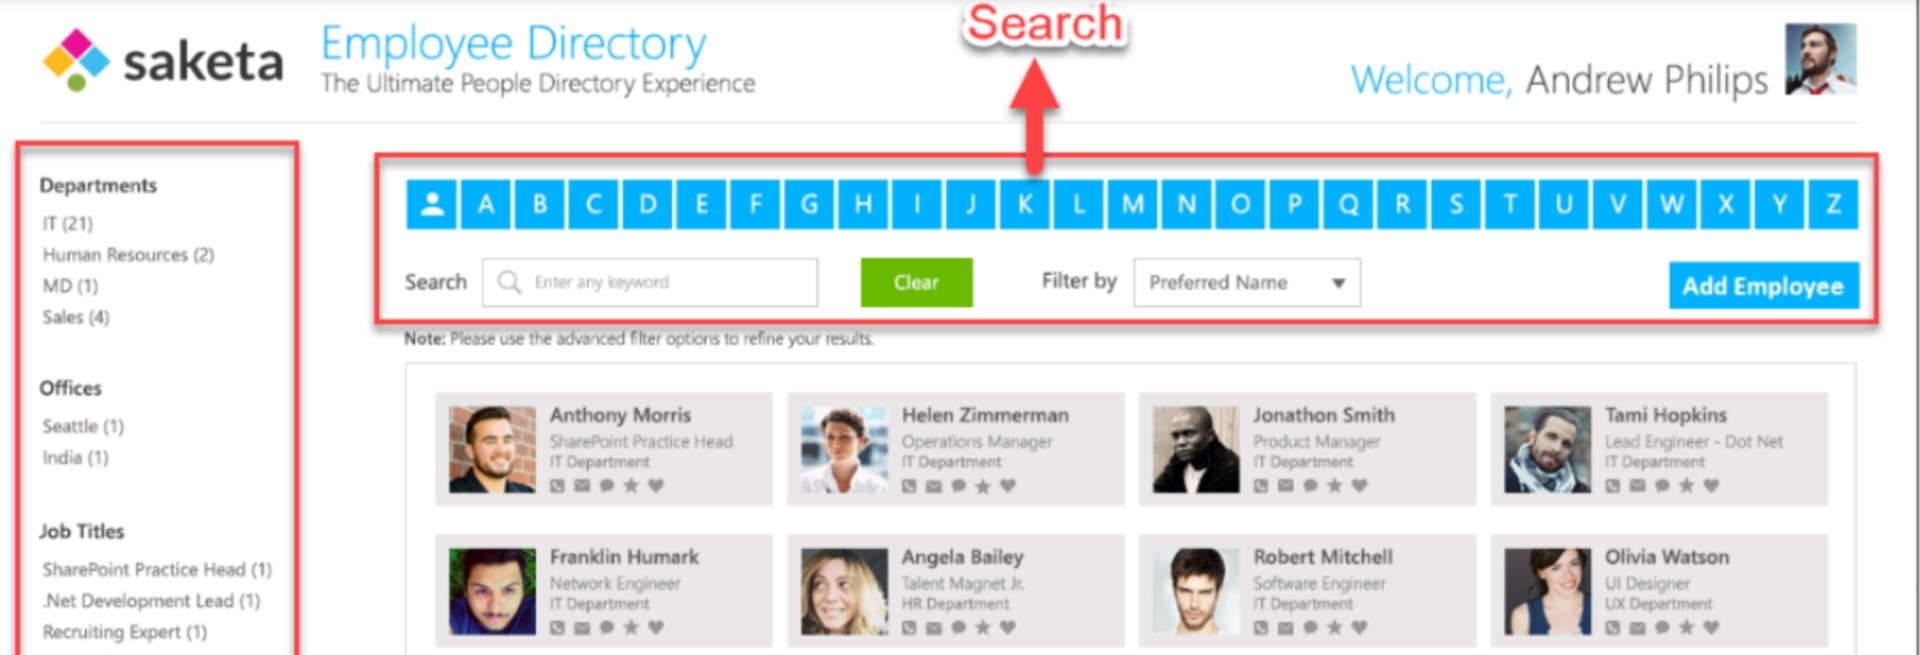 Search
saketa
Employee Directory
The Ultimate People Directory Experience
Welcome, Andrew Philips
Departments
IT (21)
Human Resources (2)
MD (1)
Sales (4)
Offices
Seattle (1)
India (1)
Job Titles
SharePoint Practice Head (1)
.Net Development Lead (1)
Recruiting Expert (1)
A B C D E F G H I J K L M N O P Q R S T U V W X Y Z
Search Enter any keyword Clear Filter by Preferred Name Add Employee
Note: Please use the advanced filter options to refine your results.
Anthony Morris
SharePoint Practice Head
IT Department
Helen Zimmerman
Operations Manager
IT Department
Jonathon Smith
Product Manager
IT Department
Tami Hopkins
Lead Engineer - Dot Net
IT Department
Franklin Humark
Network Engineer
IT Department
Angela Bailey
Talent Magnet Jr.
HR Department
Robert Mitchell
Software Engineer
IT Department
Olivia Watson
UI Designer
UX Department